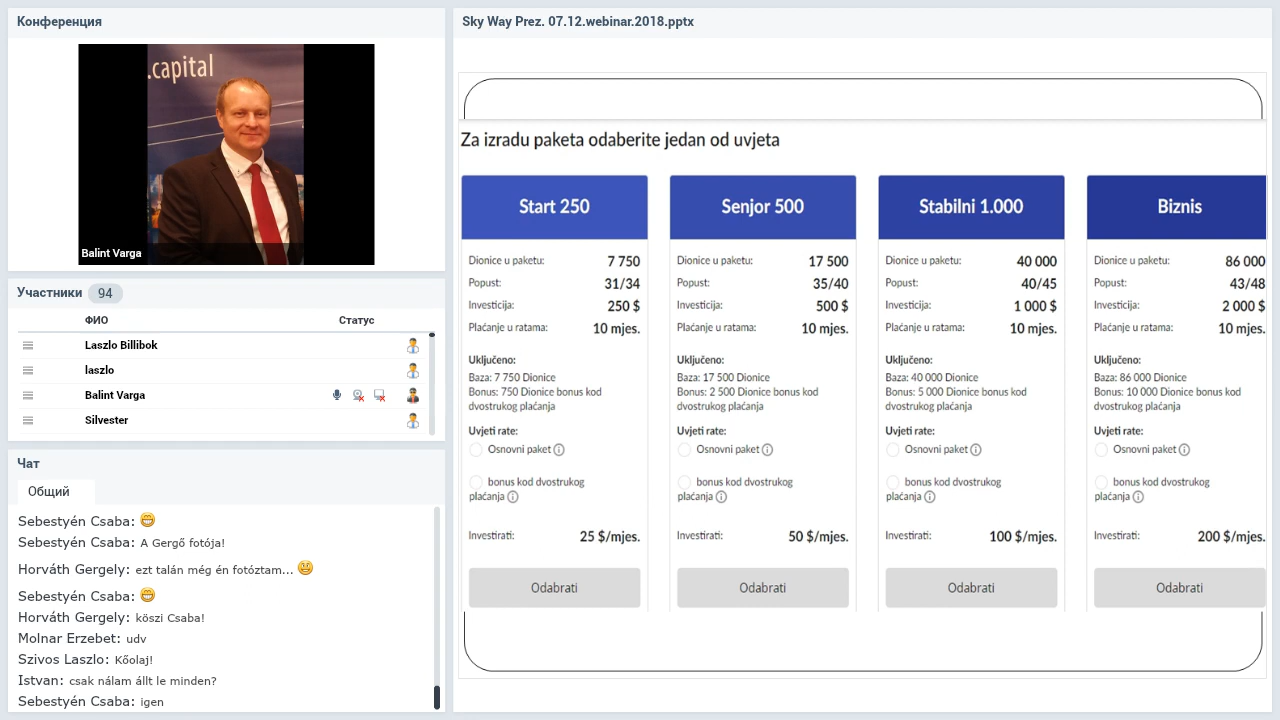 Конференция
.capital
Balint Varga
Участники 94
ФИО Статус
Laszlo Billibok
laszlo
Balint Varga
Silvester
Чат
Общий
Sebestyén Csaba:
Sebestyén Csaba: A Gergő fotója!
Horváth Gergely: ezt talán még én fotóztam...
Sebestyén Csaba:
Horváth Gergely: köszi Csaba!
Molnar Erzebet: udv
Szivos Laszlo: Kőolaj!
Istvan: csak nálam állt le minden?
Sebestyén Csaba: igen
Sky Way Prez. 07.12.webinar.2018.pptx
Za izradu paketa odaberite jedan od uvjeta
Start 250
Dionice u paketu: 7 750
Popust: 31/34
Investicija: 250 $
Plaćanje u ratama: 10 mjes.
Uključeno:
Baza: 7 750 Dionice
Bonus: 750 Dionice bonus kod
dvostrukog plaćanja
Uvjeti rate:
Osnovni paket
bonus kod dvostrukog
plaćanja
Investirati: 25 $/mjes.
Odabrati
Senjor 500
Dionice u paketu: 17 500
Popust: 35/40
Investicija: 500 $
Plaćanje u ratama: 10 mjes.
Uključeno:
Baza: 17 500 Dionice
Bonus: 2 500 Dionice bonus kod
dvostrukog plaćanja
Uvjeti rate:
Osnovni paket
bonus kod dvostrukog
plaćanja
Investirati: 50 $/mjes.
Odabrati
Stabilni 1.000
Dionice u paketu: 40 000
Popust: 40/45
Investicija: 1 000 $
Plaćanje u ratama: 10 mjes.
Uključeno:
Baza: 40 000 Dionice
Bonus: 5 000 Dionice bonus kod
dvostrukog plaćanja
Uvjeti rate:
Osnovni paket
bonus kod dvostrukog
plaćanja
Investirati: 100 $/mjes.
Odabrati
Biznis
Dionice u paketu: 86 000
Popust: 43/48
Investicija: 2 000 $
Plaćanje u ratama: 10 mjes.
Uključeno:
Baza: 86 000 Dionice
Bonus: 10 000 Dionice bonus kod
dvostrukog plaćanja
Uvjeti rate:
Osnovni paket
bonus kod dvostrukog
plaćanja
Investirati: 200 $/mjes.
Odabrati